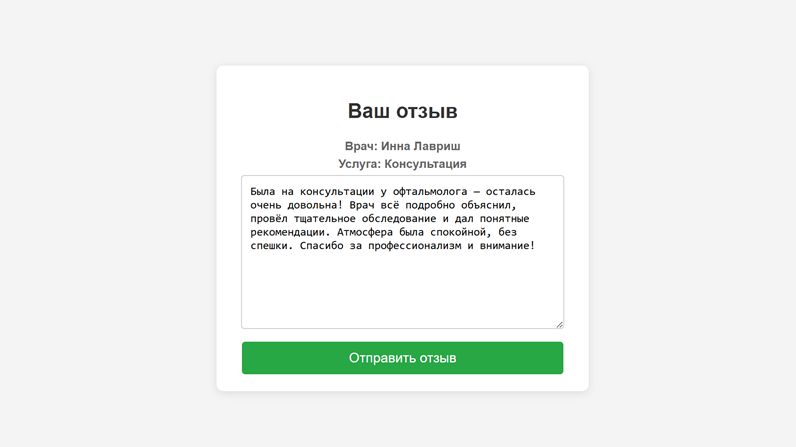 Ваш отзыв
Врач: Инна Лавриш
Услуга: Консультация
Была на консультации у офтальмолога — осталась
очень довольна! Врач всё подробно объяснил,
провёл тщательное обследование и дал понятные
рекомендации. Атмосфера была спокойной, без
спешки. Спасибо за профессионализм и внимание!
Отправить отзыв